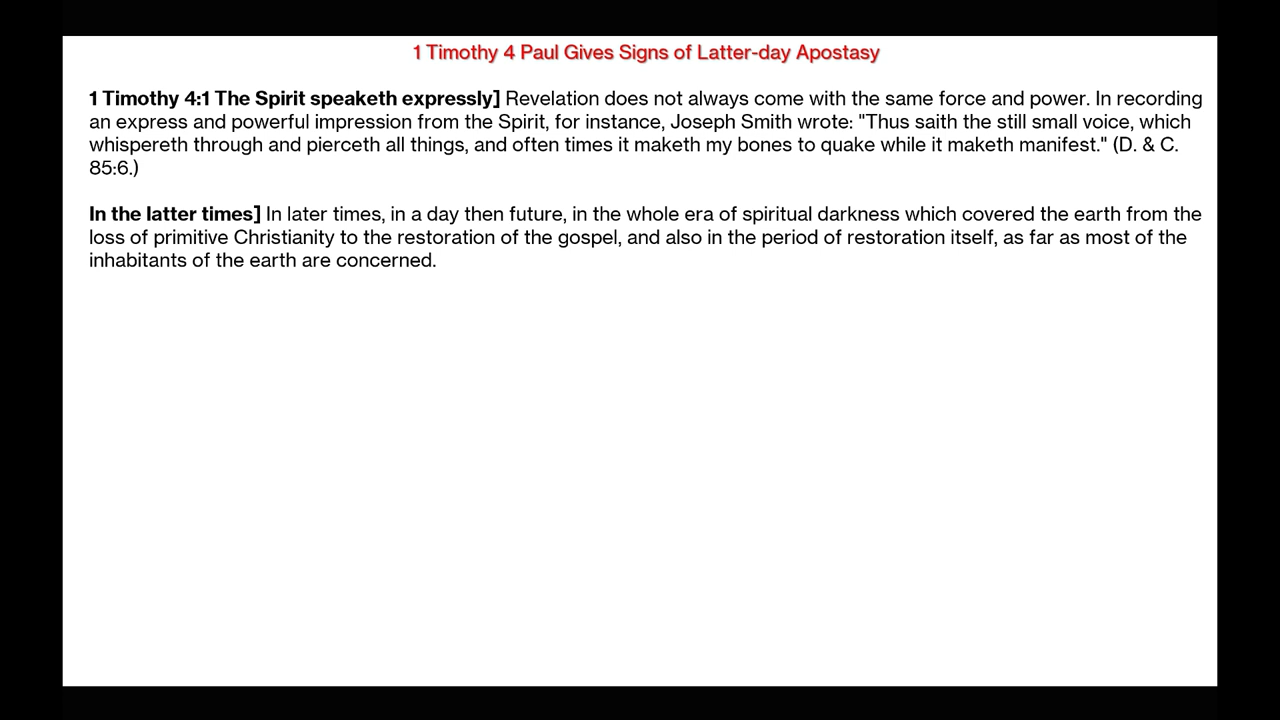 1 Timothy 4 Paul Gives Signs of Latter-day Apostasy
1 Timothy 4:1 The Spirit speaketh expressly] Revelation does not always come with the same force and power. In recording
an express and powerful impression from the Spirit, for instance, Joseph Smith wrote: "Thus saith the still small voice, which
whispereth through and pierceth all things, and often times it maketh my bones to quake while it maketh manifest." (D. & C.
85:6.)
In the latter times] In later times, in a day then future, in the whole era of spiritual darkness which covered the earth from the
loss of primitive Christianity to the restoration of the gospel, and also in the period of restoration itself, as far as most of the
inhabitants of the earth are concerned.